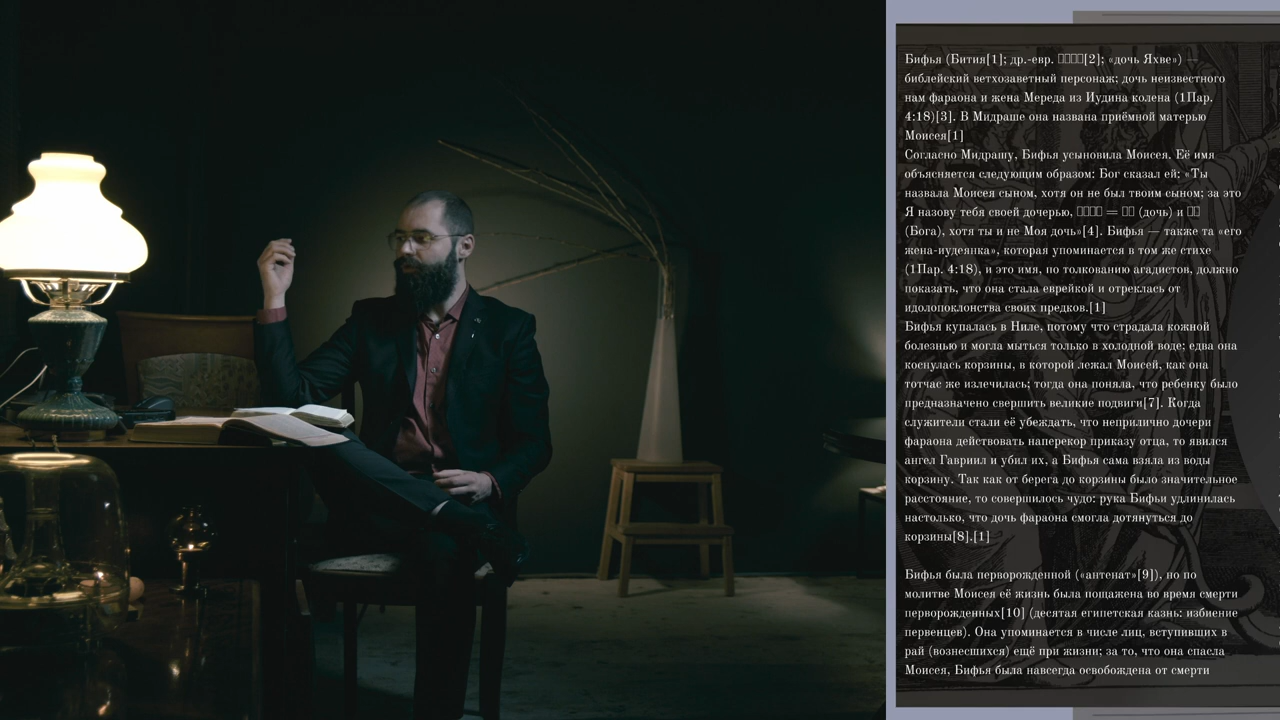 Бифья (Бития[1]; др.-евр. [2]; «дочь Яхве») —
библейский ветхозаветный персонаж; дочь неизвестного
нам фараона и жена Мереда из Иудина колена (1Пар.
4:18)[3]. В Мидраше она названа приёмной матерью
Моисея[1]
Согласно Мидрашу, Бифья усыновила Моисея. Её имя
объясняется следующим образом: Бог сказал ей: «Ты
назвала Моисея сыном, хотя он не был твоим сыном; за это
Я назову тебя своей дочерью, = (дочь) и
(Бога), хотя ты и не Моя дочь»[4]. Бифья — также та «его
жена-иудеянка», которая упоминается в том же стихе
(1Пар. 4:18), и это имя, по толкованию агадистов, должно
показать, что она стала еврейкой и отреклась от
идолопоклонства своих предков.[1]
Бифья купалась в Ниле, потому что страдала кожной
болезнью и могла мыться только в холодной воде; едва она
коснулась корзины, в которой лежал Моисей, как она
тотчас же излечилась; тогда она поняла, что ребенку было
предназначено свершить великие подвиги[7]. Когда
служители стали её убеждать, что неприлично дочери
фараона действовать наперекор приказу отца, то явился
ангел Гавриил и убил их, а Бифья сама взяла из воды
корзину. Так как от берега до корзины было значительное
расстояние, то совершилось чудо: рука Бифьи удлинилась
настолько, что дочь фараона смогла дотянуться до
корзины[8].[1]
Бифья была перворожденной («антенат»[9]), но по
молитве Моисея её жизнь была пощажена во время смерти
перворожденных[10] (десятая египетская казнь: избиение
первенцев). Она упоминается в числе лиц, вступивших в
рай (вознесшихся) ещё при жизни; за то, что она спасла
Моисея, Бифья была навсегда освобождена от смерти